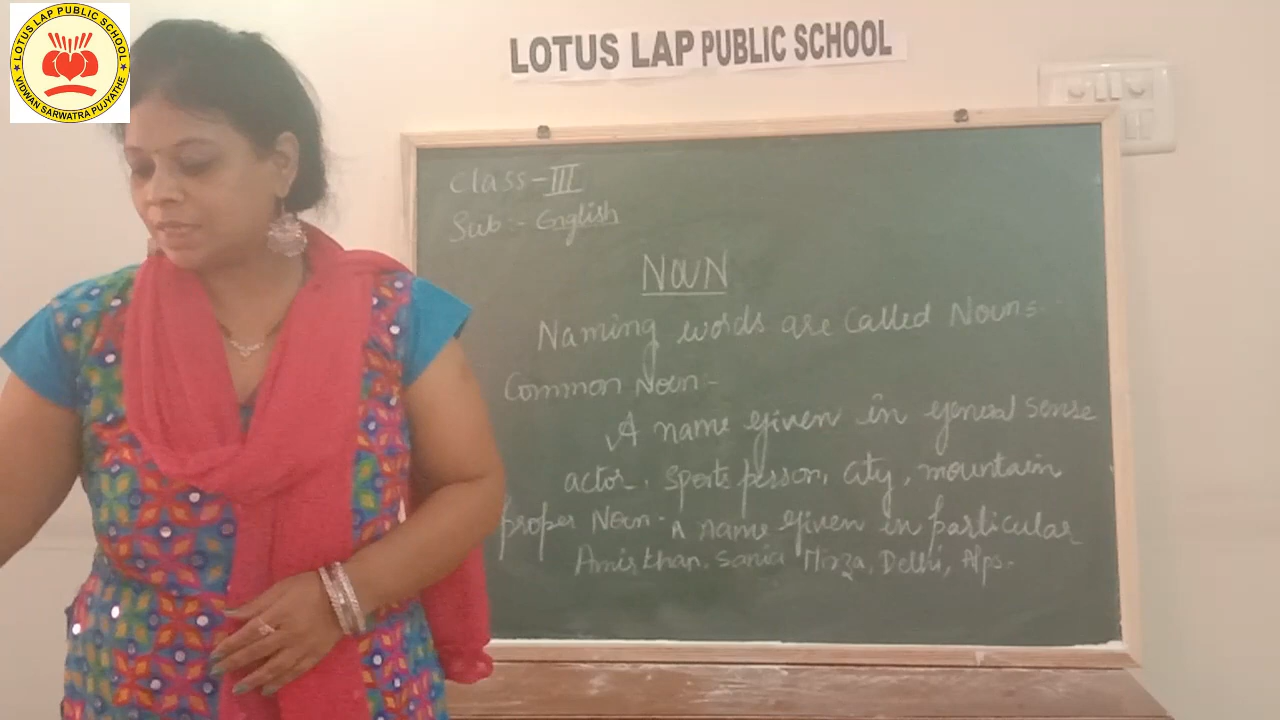 LOTUS LAP PUBLIC SCHOOL
VIDWAN SARWATRA PUJYATHE
LOTUS LAP PUBLIC SCHOOL
Class-III
Sub:- English
NOUN
Naming words are called Nouns.
Common Noun:-
A name given in general sense
actor, sports person, city, mountain
proper Noun- A name given in particular
Amir khan, Sania Mirza, Delhi, Alps.